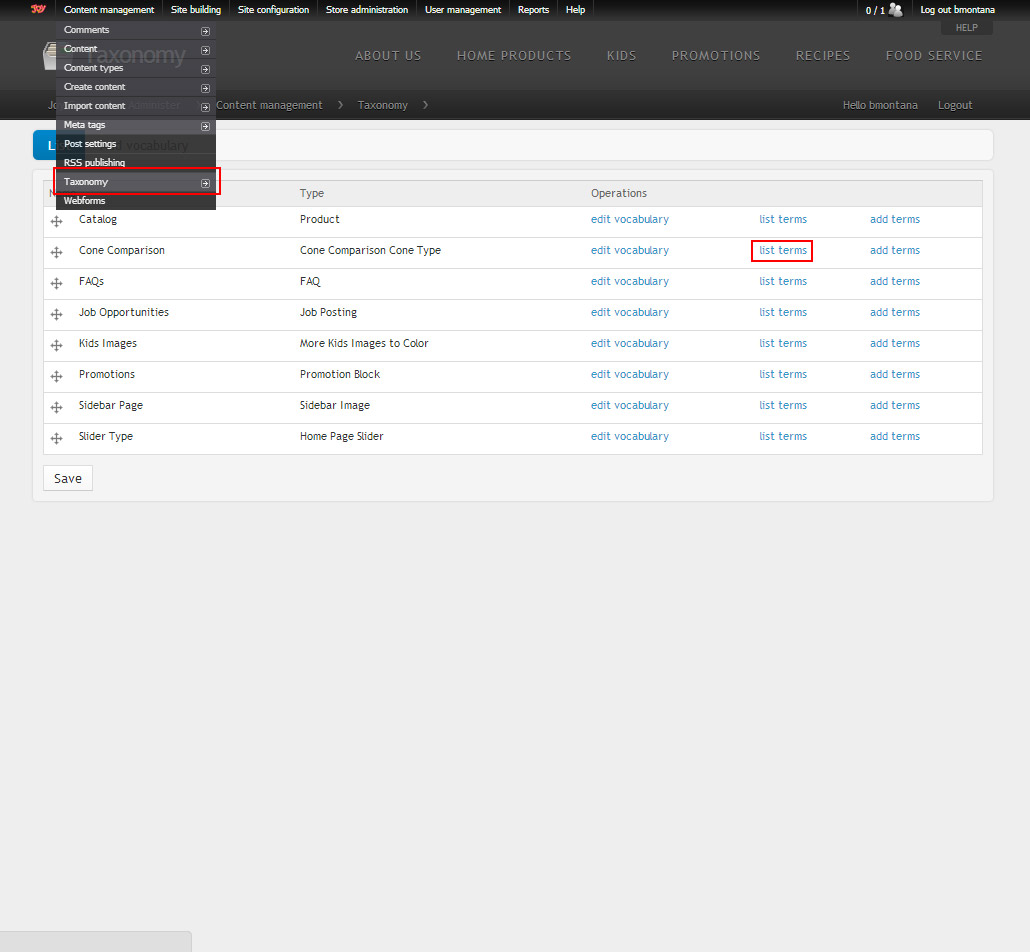 Content management Site building Site configuration Store administration User management Reports Help 0 / 1 Log out bmontana
Comments
HELP
Content
Taxonomy
ABOUT US HOME PRODUCTS KIDS PROMOTIONS RECIPES FOOD SERVICE
Content types
Create content
Import content
Content management > Taxonomy > Hello bmontana Logout
Meta tags
Post settings
vocabulary
RSS publishing
Taxonomy
Type Operations
Webforms
Catalog Product edit vocabulary list terms add terms
Cone Comparison Cone Comparison Cone Type edit vocabulary list terms add terms
FAQs FAQ edit vocabulary list terms add terms
Job Opportunities Job Posting edit vocabulary list terms add terms
Kids Images More Kids Images to Color edit vocabulary list terms add terms
Promotions Promotion Block edit vocabulary list terms add terms
Sidebar Page Sidebar Image edit vocabulary list terms add terms
Slider Type Home Page Slider edit vocabulary list terms add terms
Save